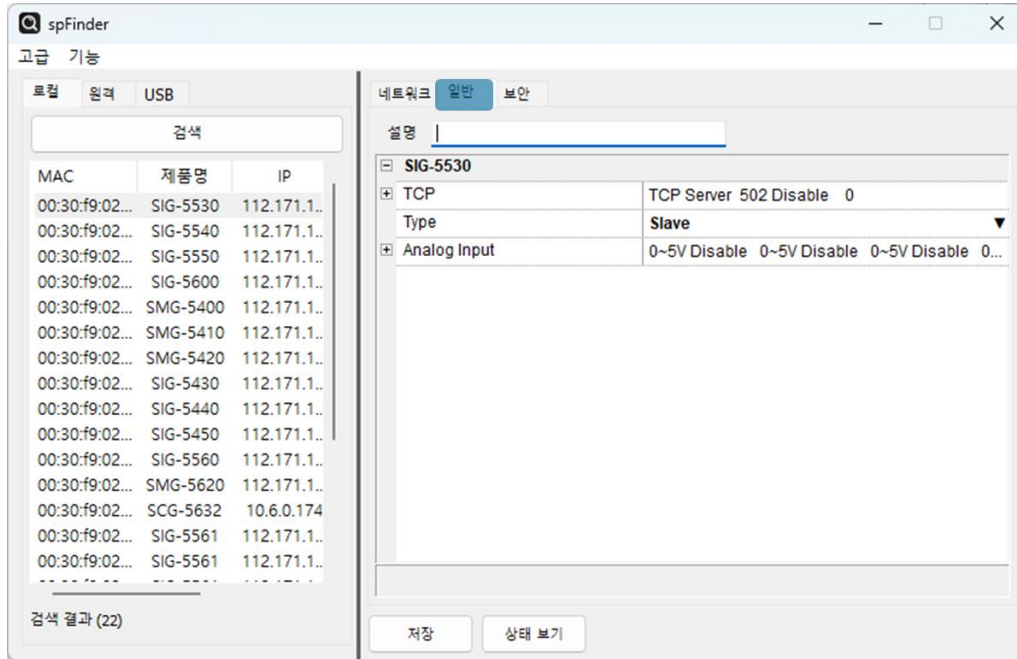 spFinder
고급 기능
로컬 원격 USB
검색
MAC 제품명 IP
00:30:f9:02... SIG-5530 112.171.1..
00:30:f9:02... SIG-5540 112.171.1..
00:30:f9:02... SIG-5550 112.171.1..
00:30:f9:02... SIG-5600 112.171.1..
00:30:f9:02... SMG-5400 112.171.1..
00:30:f9:02... SMG-5410 112.171.1..
00:30:f9:02... SMG-5420 112.171.1..
00:30:f9:02... SIG-5430 112.171.1..
00:30:f9:02... SIG-5440 112.171.1..
00:30:f9:02... SIG-5450 112.171.1..
00:30:f9:02... SIG-5560 112.171.1..
00:30:f9:02... SMG-5620 112.171.1..
00:30:f9:02... SCG-5632 10.6.0.174
00:30:f9:02... SIG-5561 112.171.1..
00:30:f9:02... SIG-5561 112.171.1..
검색 결과 (22)
네트워크 일반 보안
설명
SIG-5530
TCP TCP Server 502 Disable 0
Type Slave
Analog Input 0~5V Disable 0~5V Disable 0~5V Disable 0...
저장 상태 보기